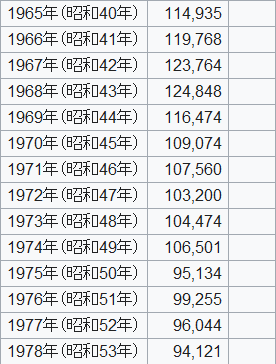 1965年(昭和40年) 114,935
1966年(昭和41年) 119,768
1967年(昭和42年) 123,764
1968年(昭和43年) 124,848
1969年(昭和44年) 116,474
1970年(昭和45年) 109,074
1971年(昭和46年) 107,560
1972年(昭和47年) 103,200
1973年(昭和48年) 104,474
1974年(昭和49年) 106,501
1975年(昭和50年) 95,134
1976年(昭和51年) 99,255
1977年(昭和52年) 96,044
1978年(昭和53年) 94,121